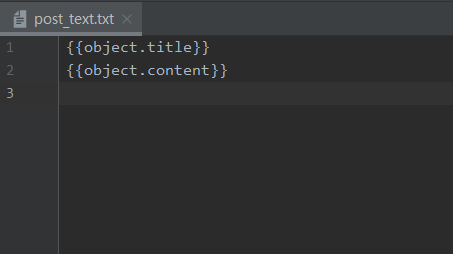 post_text.txt
1 {{object.title}}
2 {{object.content}}
3